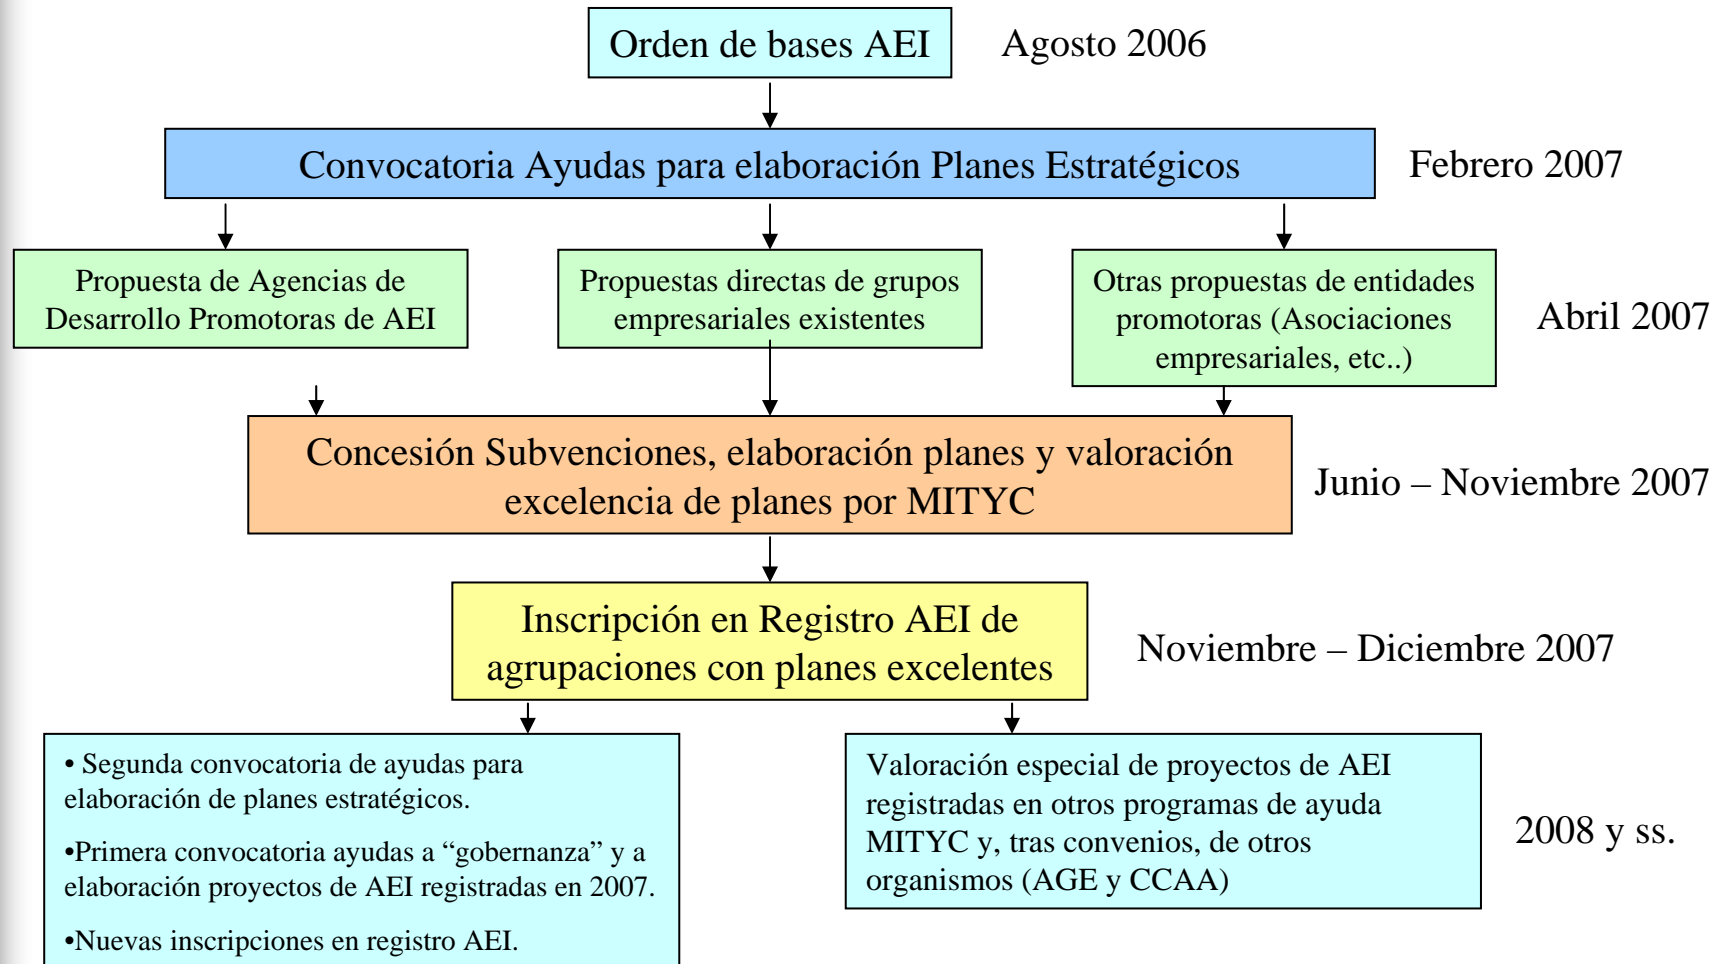 Orden de bases AEI
Agosto 2006
Convocatoria Ayudas para elaboración Planes Estratégicos
Febrero 2007
Propuesta de Agencias de
Desarrollo Promotoras de AEI
Propuestas directas de grupos
empresariales existentes
Otras propuestas de entidades
promotoras (Asociaciones
empresariales, etc..)
Abril 2007
Concesión Subvenciones, elaboración planes y valoración
excelencia de planes por MITYC
Junio – Noviembre 2007
Inscripción en Registro AEI de
agrupaciones con planes excelentes
Noviembre – Diciembre 2007
• Segunda convocatoria de ayudas para
elaboración de planes estratégicos.
•Primera convocatoria ayudas a “gobernanza” y a
elaboración proyectos de AEI registradas en 2007.
•Nuevas inscripciones en registro AEI.
Valoración especial de proyectos de AEI
registradas en otros programas de ayuda
MITYC y, tras convenios, de otros
organismos (AGE y CCAA)
2008 y ss.